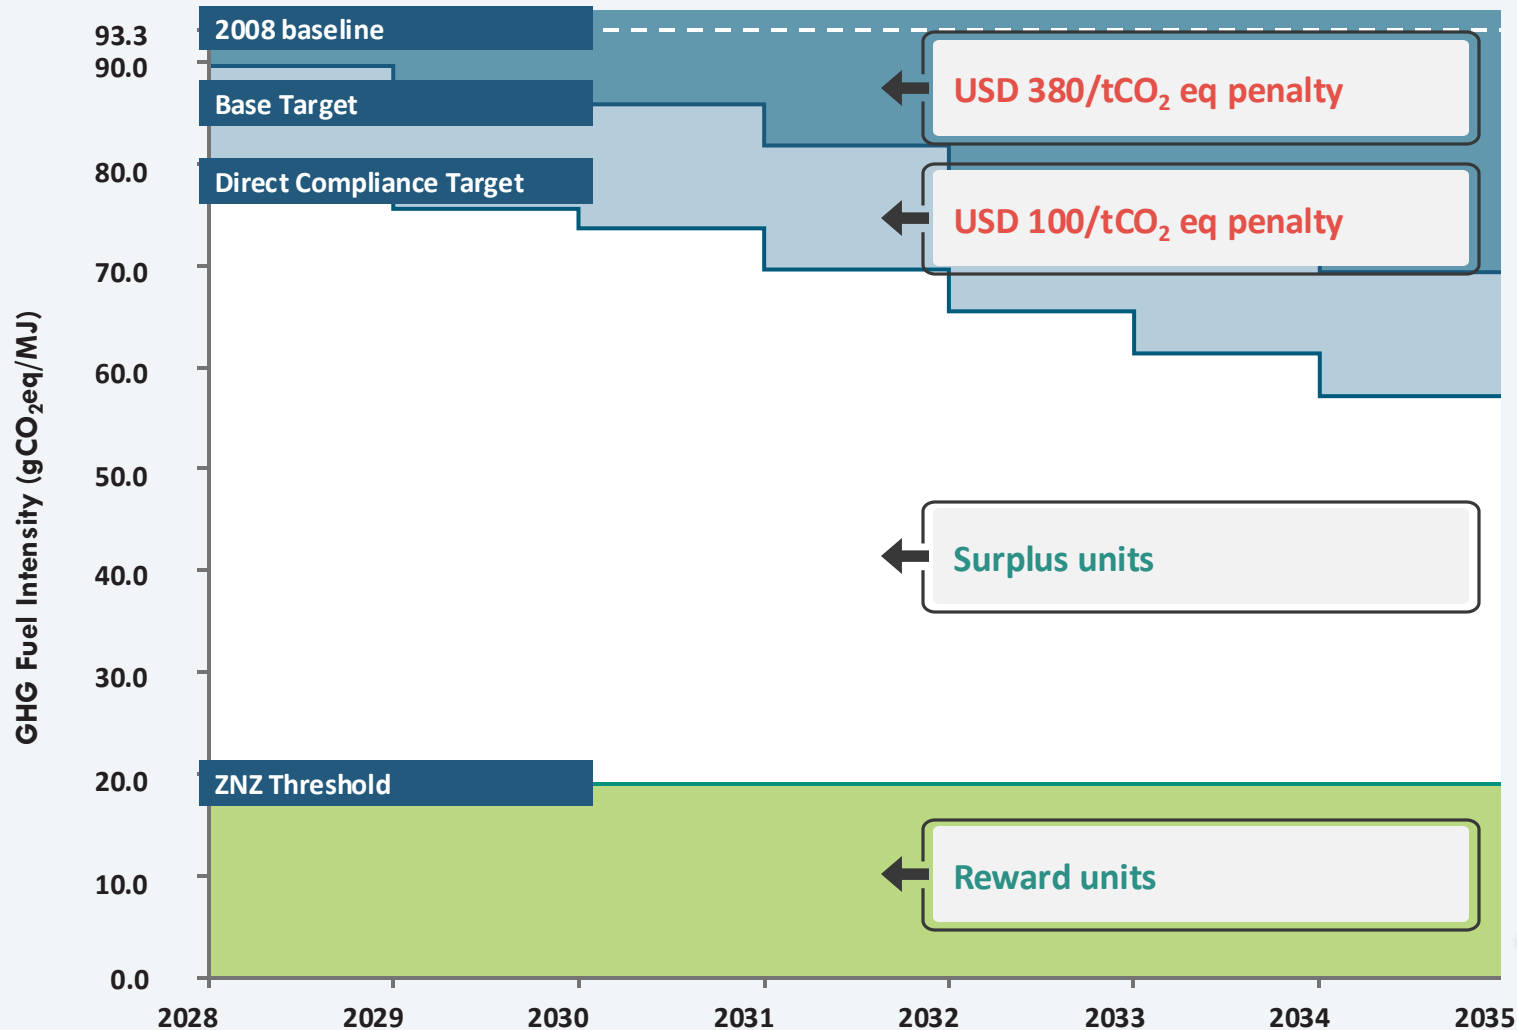 93.3
2008 baseline
90.0
USD 380/tCO₂ eq penalty
Base Target
80.0
Direct Compliance Target
USD 100/tCO₂ eq penalty
70.0
60.0
GHG Fuel Intensity (gCO₂eq/MJ)
50.0
Surplus units
40.0
30.0
20.0
ZNZ Threshold
Reward units
10.0
0.0
2028 2029 2030 2031 2032 2033 2034 2035